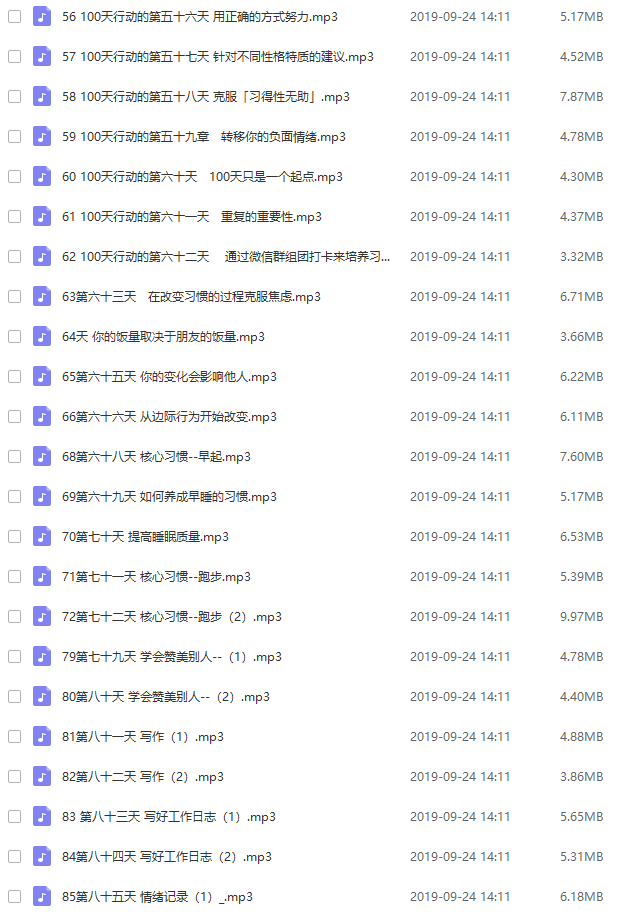 56 100天行动的第五十六天 用正确的方式努力.mp3 2019-09-24 14:11 5.17MB
57 100天行动的第五十七天 针对不同性格特质的建议.mp3 2019-09-24 14:11 4.52MB
58 100天行动的第五十八天 克服「习得性无助」.mp3 2019-09-24 14:11 7.87MB
59 100天行动的第五十九章　转移你的负面情绪.mp3 2019-09-24 14:11 4.78MB
60 100天行动的第六十天　100天只是一个起点.mp3 2019-09-24 14:11 4.30MB
61 100天行动的第六十一天　重复的重要性.mp3 2019-09-24 14:11 4.37MB
62 100天行动的第六十二天　 通过微信群组团打卡来培养习... 2019-09-24 14:11 3.32MB
63第六十三天　在改变习惯的过程克服焦虑.mp3 2019-09-24 14:11 6.71MB
64天 你的饭量取决于朋友的饭量.mp3 2019-09-24 14:11 3.66MB
65第六十五天 你的变化会影响他人.mp3 2019-09-24 14:11 6.22MB
66第六十六天 从边际行为开始改变.mp3 2019-09-24 14:11 6.11MB
68第六十八天 核心习惯--早起.mp3 2019-09-24 14:11 7.60MB
69第六十九天 如何养成早睡的习惯.mp3 2019-09-24 14:11 5.17MB
70第七十天 提高睡眠质量.mp3 2019-09-24 14:11 6.53MB
71第七十一天 核心习惯--跑步.mp3 2019-09-24 14:11 5.39MB
72第七十二天 核心习惯--跑步（2）.mp3 2019-09-24 14:11 9.97MB
79第七十九天 学会赞美别人--（1）.mp3 2019-09-24 14:11 4.78MB
80第八十天 学会赞美别人--（2）.mp3 2019-09-24 14:11 4.40MB
81第八十一天 写作（1）.mp3 2019-09-24 14:11 4.88MB
82第八十二天 写作（2）.mp3 2019-09-24 14:11 3.86MB
83 第八十三天 写好工作日志（1）.mp3 2019-09-24 14:11 5.65MB
84第八十四天 写好工作日志（2）.mp3 2019-09-24 14:11 5.31MB
85第八十五天 情绪记录（1）_.mp3 2019-09-24 14:11 6.18MB